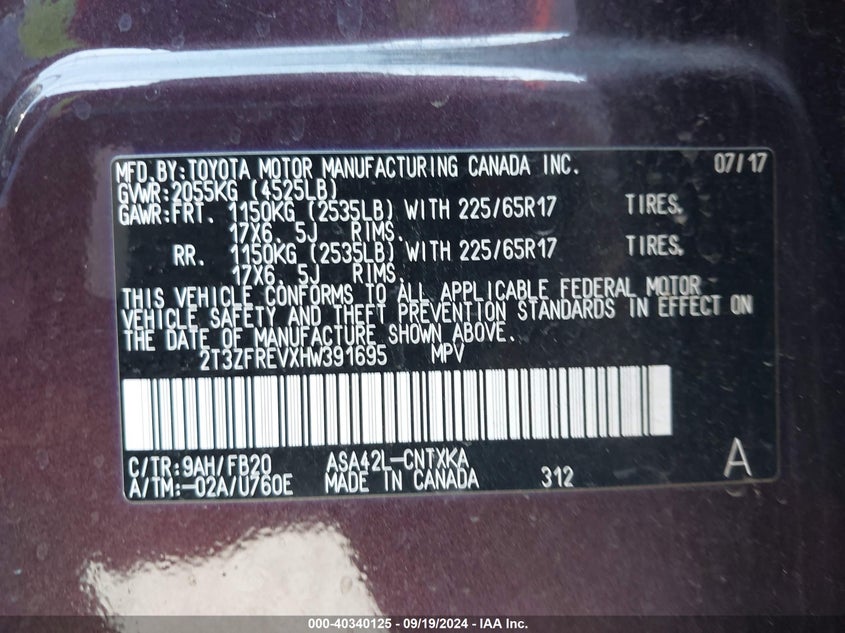 MFD.BY:TOYOTA MOTOR MANUFACTURING CANADA INC. 07/17
GVWR:2055KG (4525LB)
GAWR:FRT. 1150KG (2535LB) WITH 225/65R17 TIRES,
17X6. 5J RIMS.
RR. 1150KG (2535LB) WITH 225/65R17 TIRES,
17X6. 5J RIMS.
THIS VEHICLE CONFORMS TO ALL APPLICABLE FEDERAL MOTOR
VEHICLE SAFETY AND THEFT PREVENTION STANDARDS IN EFFECT ON
THE DATE OF MANUFACTURE SHOWN ABOVE.
2T3ZFREVXHW391695 MPV
C/TR:9AH/FB20 ASA42L-CNTXKA A
A/TM:-02A/U760E MADE IN CANADA 312
000-40340125 - 09/19/2024 - IAA Inc.